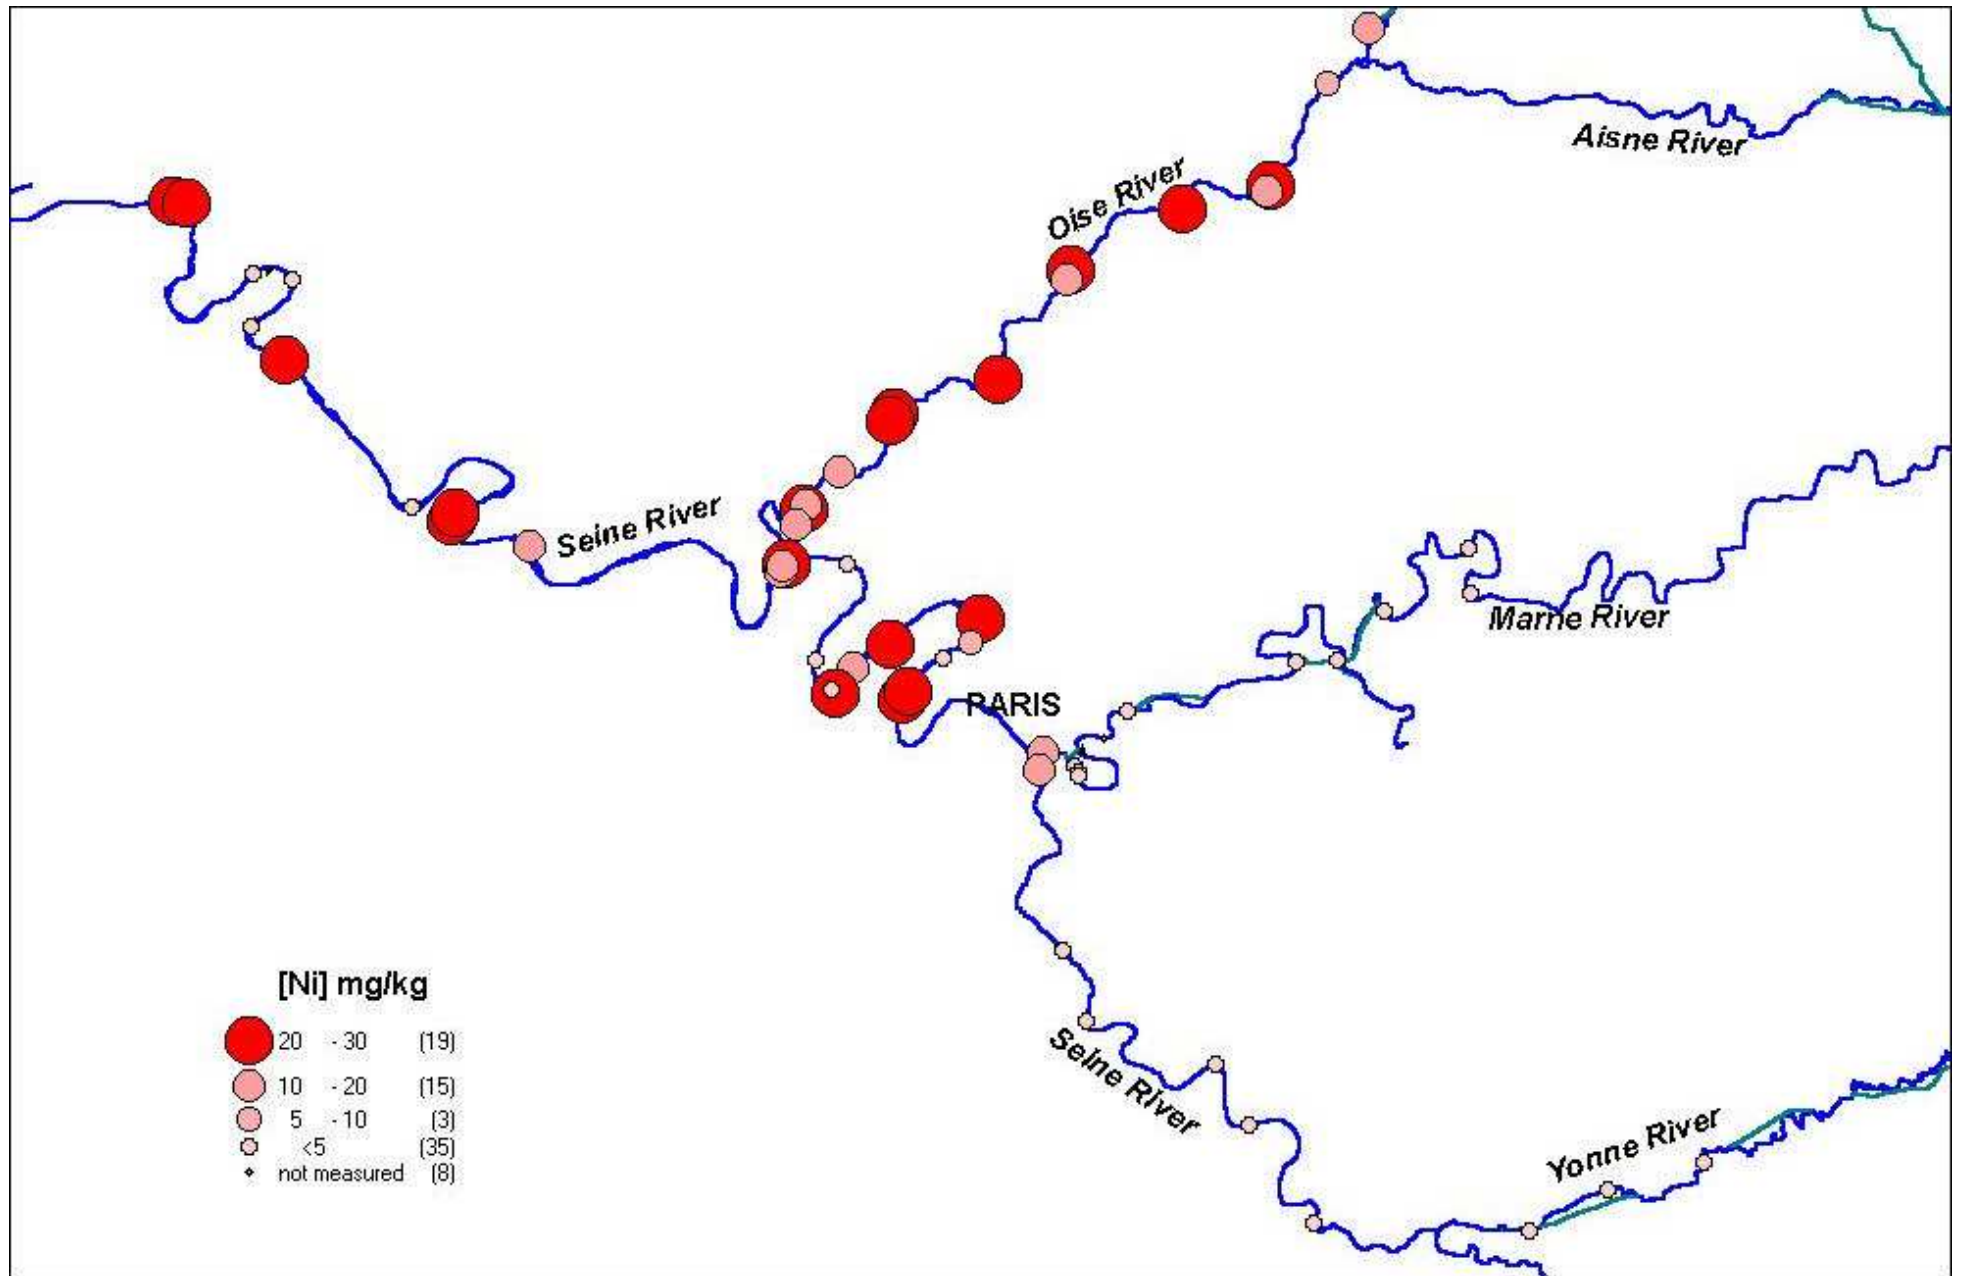 Aisne River
Oise River
Seine River
Marne River
PARIS
[Ni] mg/kg
20 - 30 (19)
10 - 20 (15)
5 - 10 (3)
<5 (35)
not measured (8)
Seine River
Yonne River